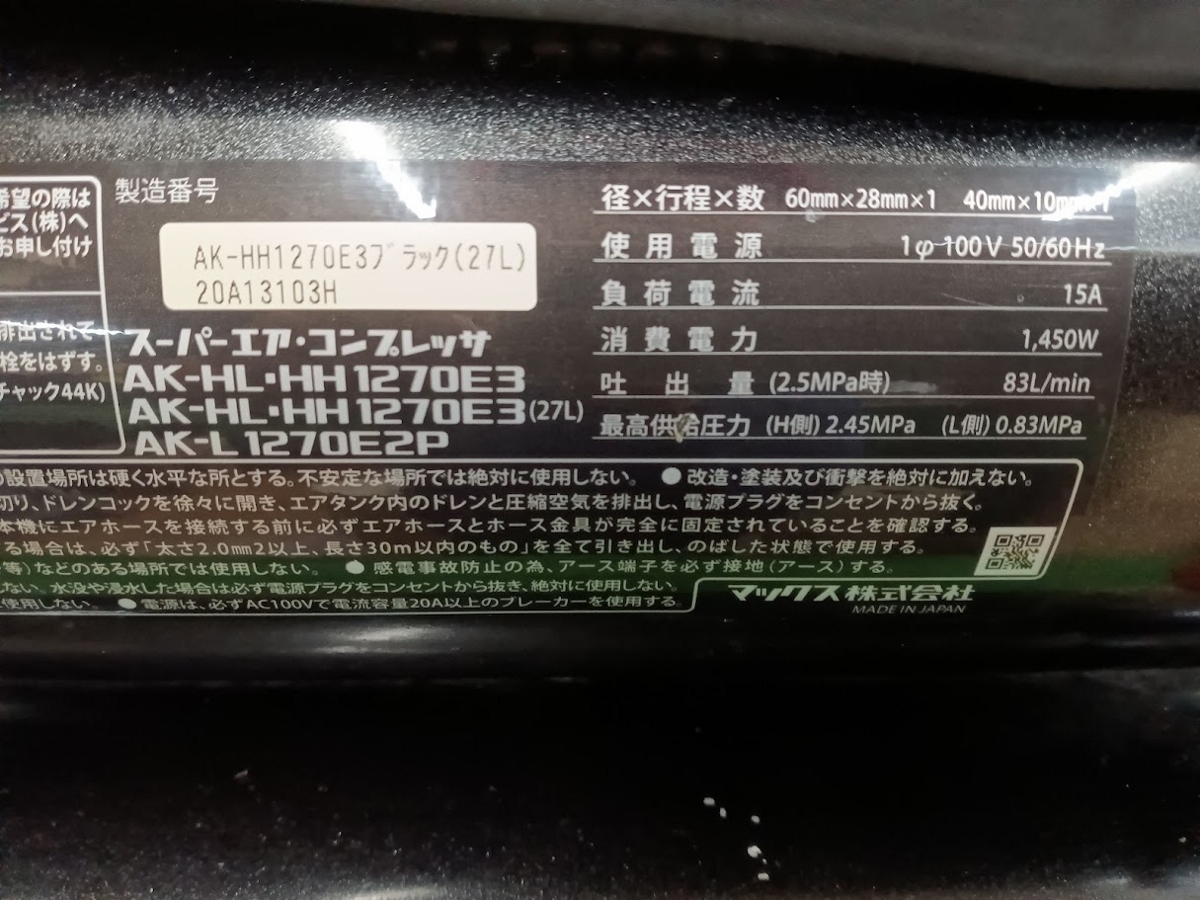 希望の際は
ビス(株)へ
お申し付け
排出されて
栓をはずす。
チャック44K)
製造番号
AK-HH1270E3ブラック(27L)
20A13103H
スーパーエア・コンプレッサ
AK-HL・HH1270E3
AK-HL・HH1270E3(27L)
AK-L1270E2P
径×行程×数 60mm×28mm×1 40mm×10mm×1
使用電源 1φ 100V 50/60Hz
負荷電流 15A
消費電力 1,450W
吐出量 (2.5MPa時) 83L/min
最高供給圧力 (H側) 2.45MPa (L側) 0.83MPa
の設置場所は硬く水平な所とする。不安定な場所では絶対に使用しない。 ●改造・塗装及び衝撃を絶対に加えない。
切り、ドレンコックを徐々に開き、エアタンク内のドレンと圧縮空気を排出し、電源プラグをコンセントから抜く。
本機にエアホースを接続する前に必ずエアホースとホース金具が完全に固定されていることを確認する。
る場合は、必ず「太さ2.0mm2以上、長さ30m以内のもの」を全て引き出し、のばした状態で使用する。
等)などのある場所では使用しない。 ●感電事故防止の為、アース端子を必ず接地(アース)する。
ない。水没や浸水した場合は必ず電源プラグをコンセントから抜き、絶対に使用しない。
使用しない。 ●電源は、必ずAC100Vで電流容量20A以上のブレーカーを使用する。
マックス株式会社
MADE IN JAPAN